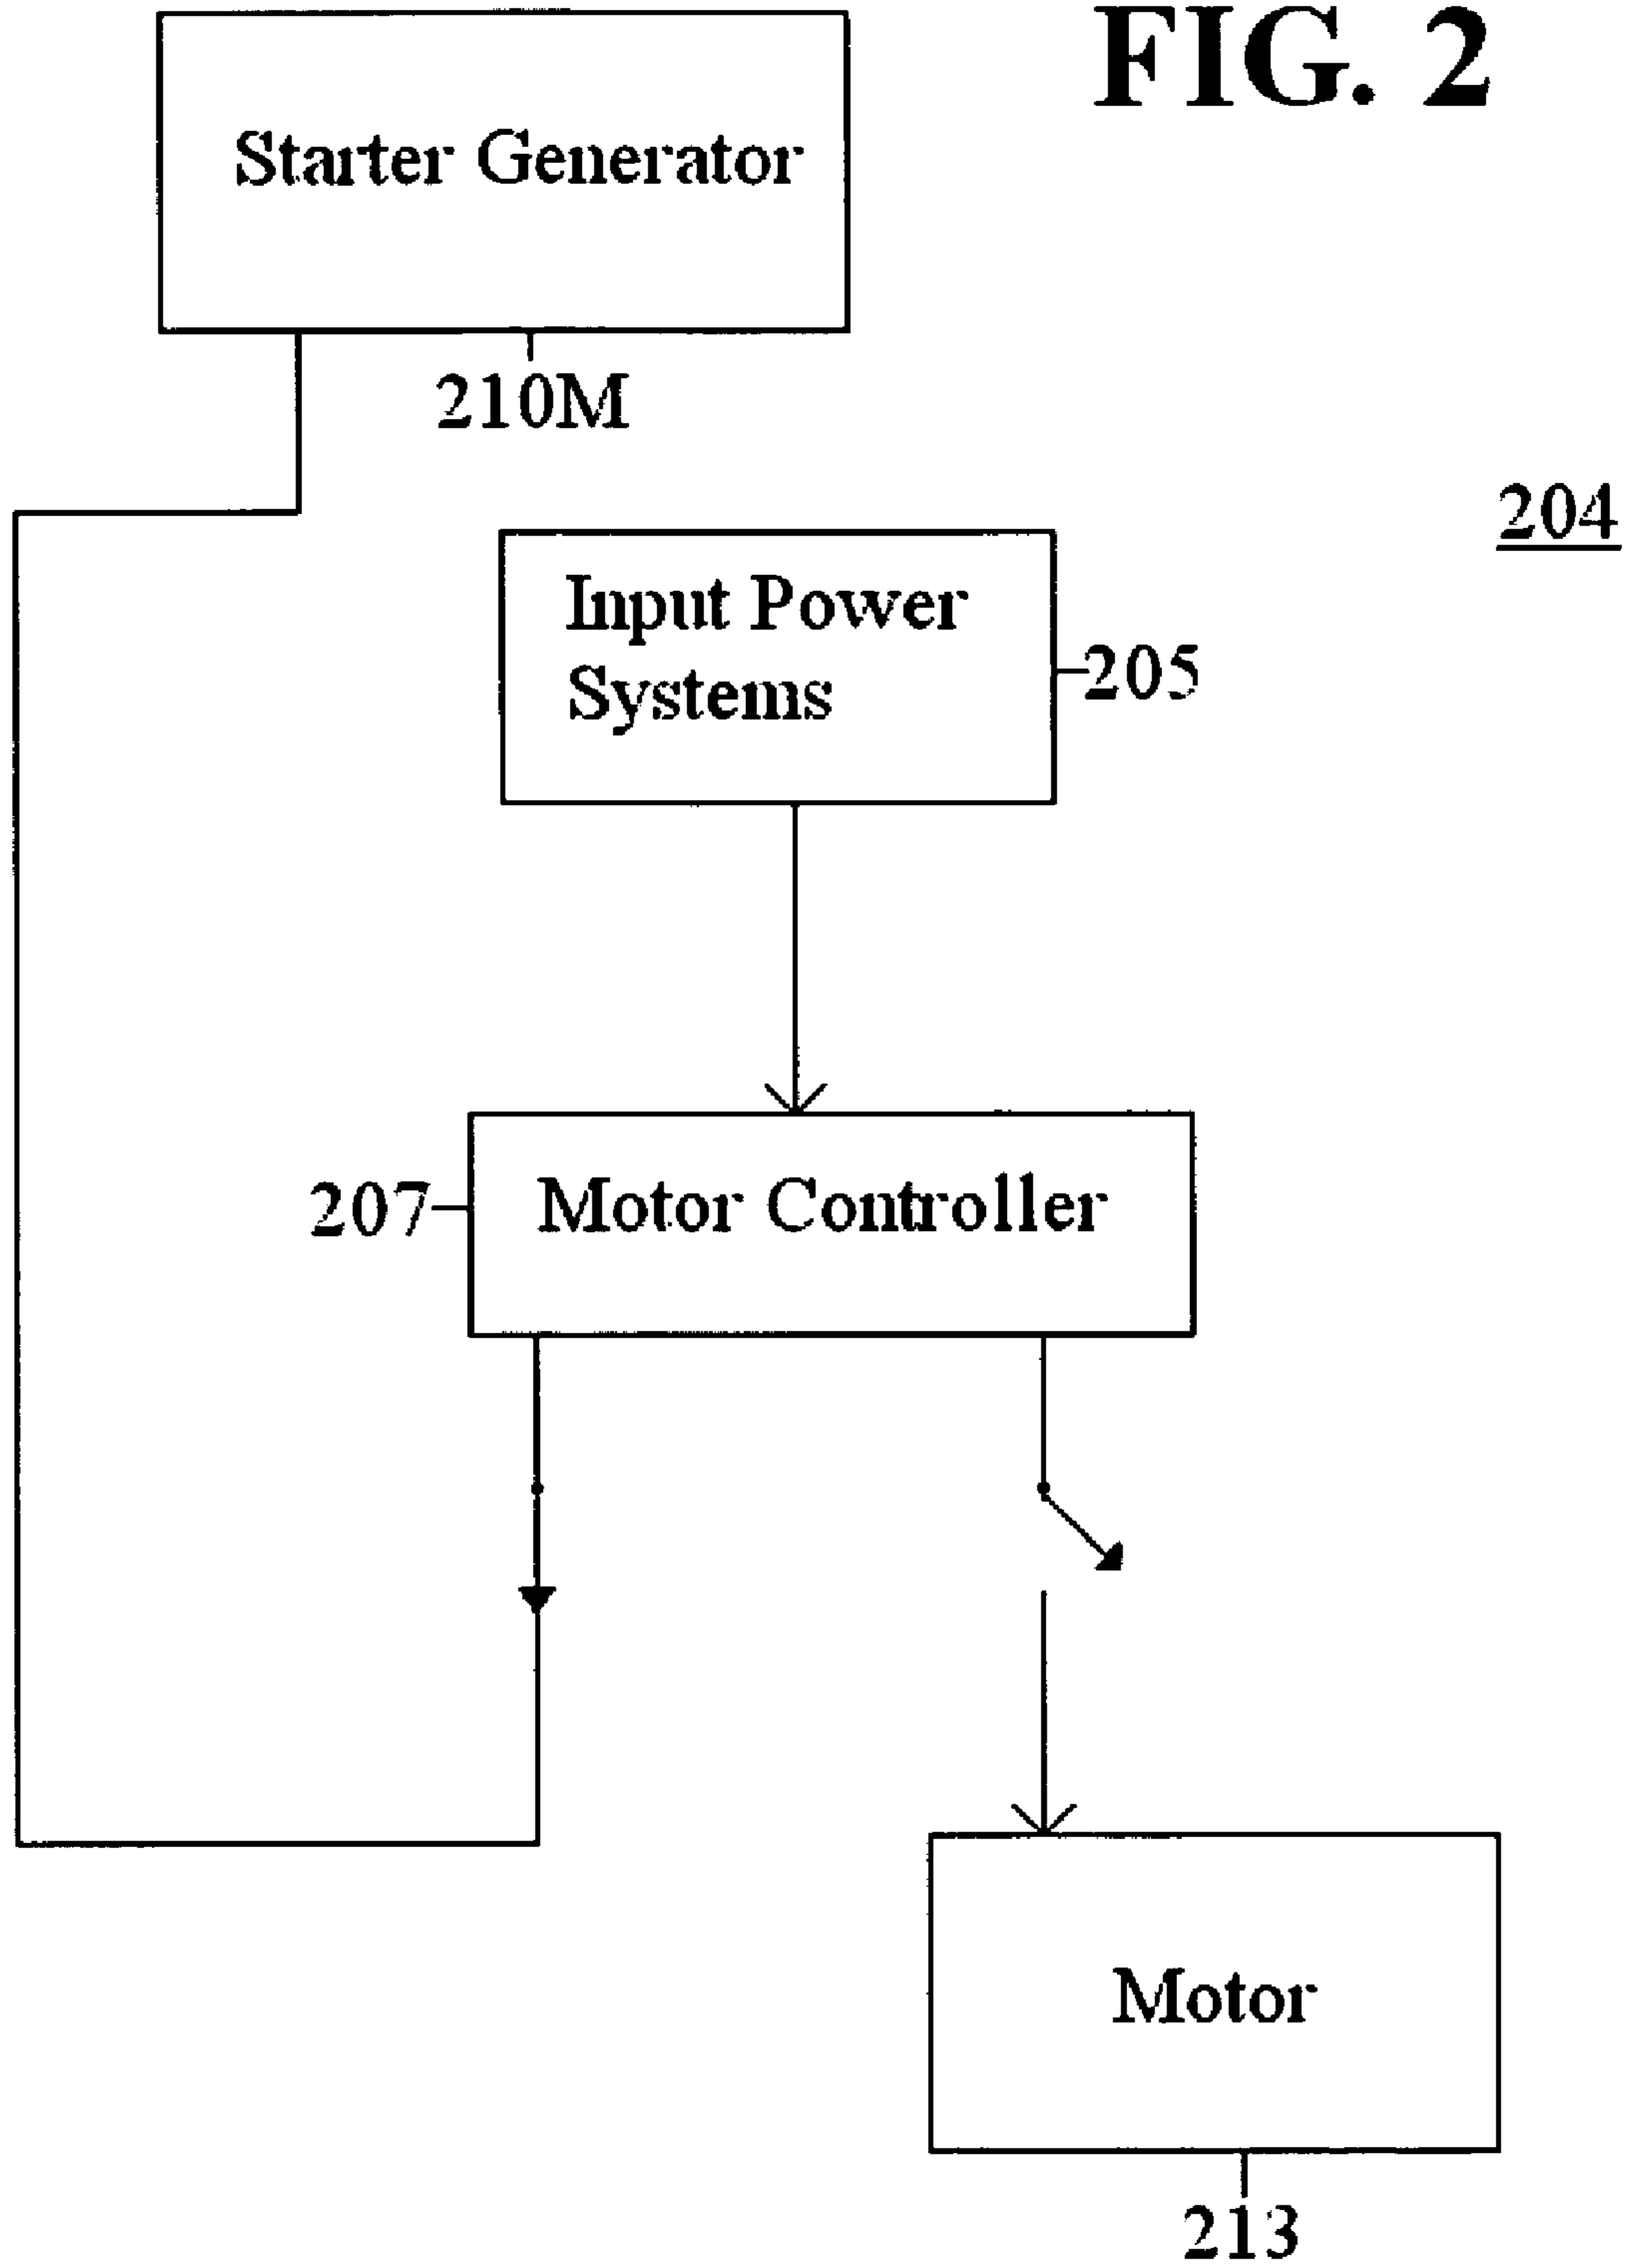 FIG. 2
Starter Generator
210M
204
Input Power
Systems
205
207
Motor Controller
Motor
213